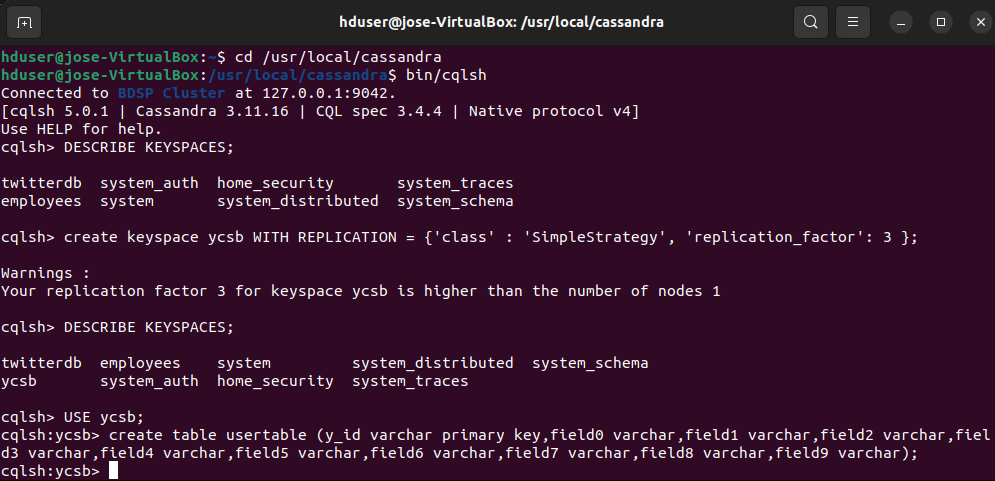 hduser@jose-VirtualBox: /usr/local/cassandra
hduser@jose-VirtualBox:~$ cd /usr/local/cassandra
hduser@jose-VirtualBox:/usr/local/cassandra$ bin/cqlsh
Connected to BDSP Cluster at 127.0.0.1:9042.
[cqlsh 5.0.1 | Cassandra 3.11.16 | CQL spec 3.4.4 | Native protocol v4]
Use HELP for help.
cqlsh> DESCRIBE KEYSPACES;
twitterdb  system_auth  home_security       system_traces
employees  system       system_distributed  system_schema
cqlsh> create keyspace ycsb WITH REPLICATION = {'class' : 'SimpleStrategy', 'replication_factor': 3 };
Warnings :
Your replication factor 3 for keyspace ycsb is higher than the number of nodes 1
cqlsh> DESCRIBE KEYSPACES;
twitterdb  employees    system         system_distributed  system_schema
ycsb       system_auth  home_security  system_traces
cqlsh> USE ycsb;
cqlsh:ycsb> create table usertable (y_id varchar primary key,field0 varchar,field1 varchar,field2 varchar,fiel
d3 varchar,field4 varchar,field5 varchar,field6 varchar,field7 varchar,field8 varchar,field9 varchar);
cqlsh:ycsb>